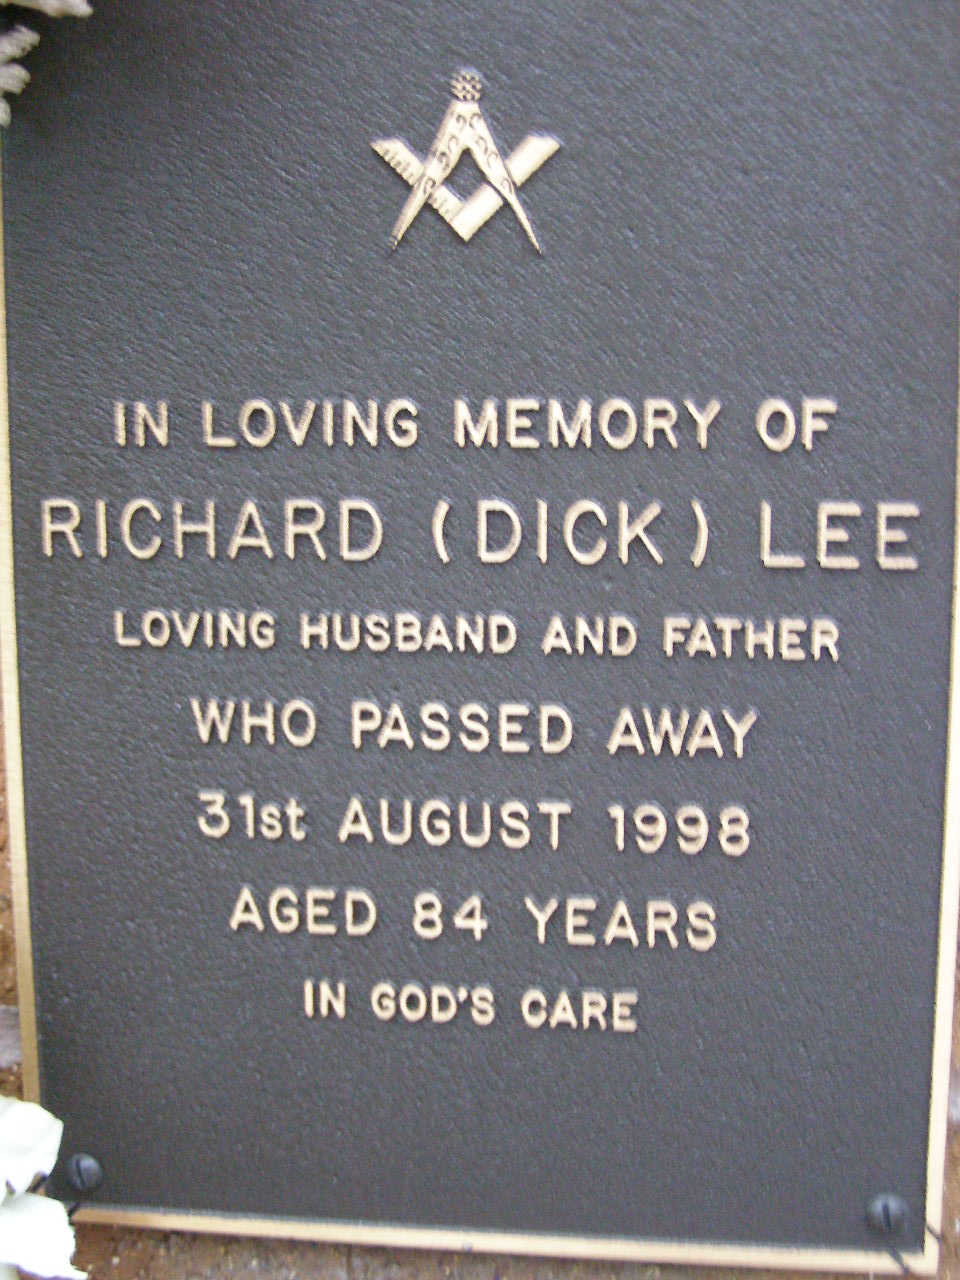 IN LOVING MEMORY OF
RICHARD (DICK) LEE
LOVING HUSBAND AND FATHER
WHO PASSED AWAY
31st AUGUST 1998
AGED 84 YEARS
IN GOD'S CARE